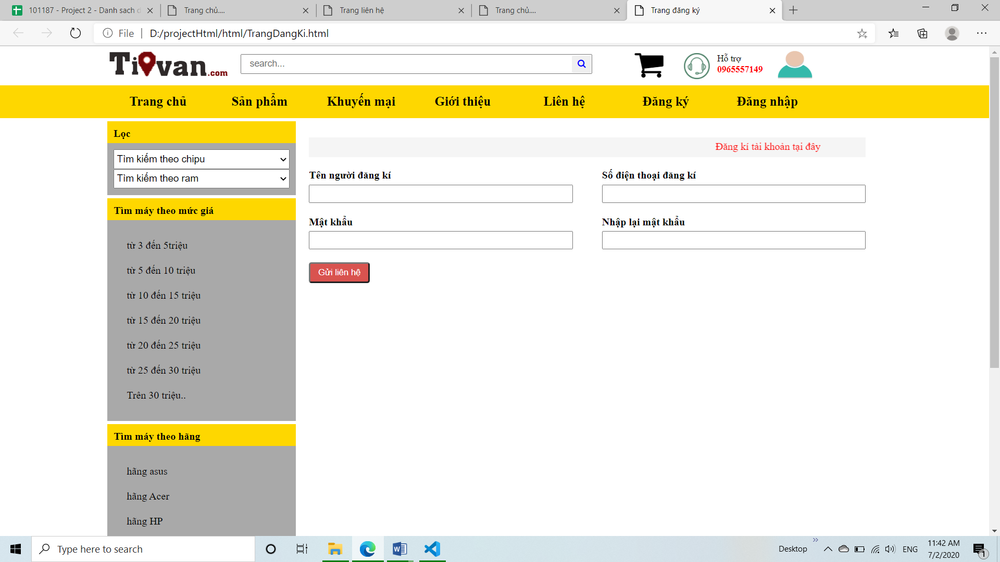 101187 - Project 2 - Danh sach d
Trang chủ....
Trang liên hệ
Trang chủ....
Trang đăng ký
File
D:/projectHtml/html/TrangDangKi.html
Ti van.com
search...
Hỗ trợ
0965557149
Trang chủ
Sản phẩm
Khuyến mại
Giới thiệu
Liên hệ
Đăng ký
Đăng nhập
Lọc
Tìm kiếm theo chipu
Tìm kiếm theo ram
Tìm máy theo mức giá
từ 3 đến 5triệu
từ 5 đến 10 triệu
từ 10 đến 15 triệu
từ 15 đến 20 triệu
từ 20 đến 25 triệu
từ 25 đến 30 triệu
Trên 30 triệu..
Tìm máy theo hãng
hãng asus
hãng Acer
hãng HP
Đăng kí tài khoản tại đây
Tên người đăng kí
Số điện thoại đăng kí
Mật khẩu
Nhập lại mật khẩu
Gửi liên hệ
Type here to search
Desktop
ENG
11:42 AM
7/2/2020
1